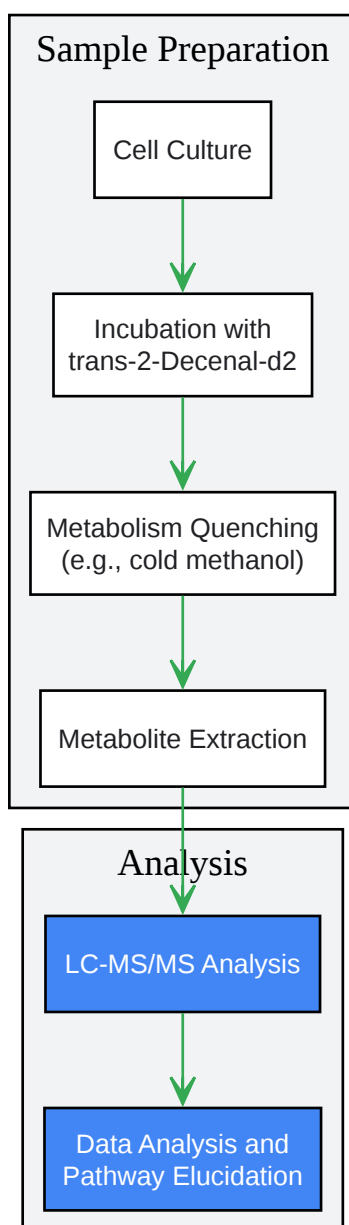 Sample Preparation
Cell Culture
Incubation with
trans-2-Decenal-d2
Metabolism Quenching
(e.g., cold methanol)
Metabolite Extraction
Analysis
LC-MS/MS Analysis
Data Analysis and
Pathway Elucidation